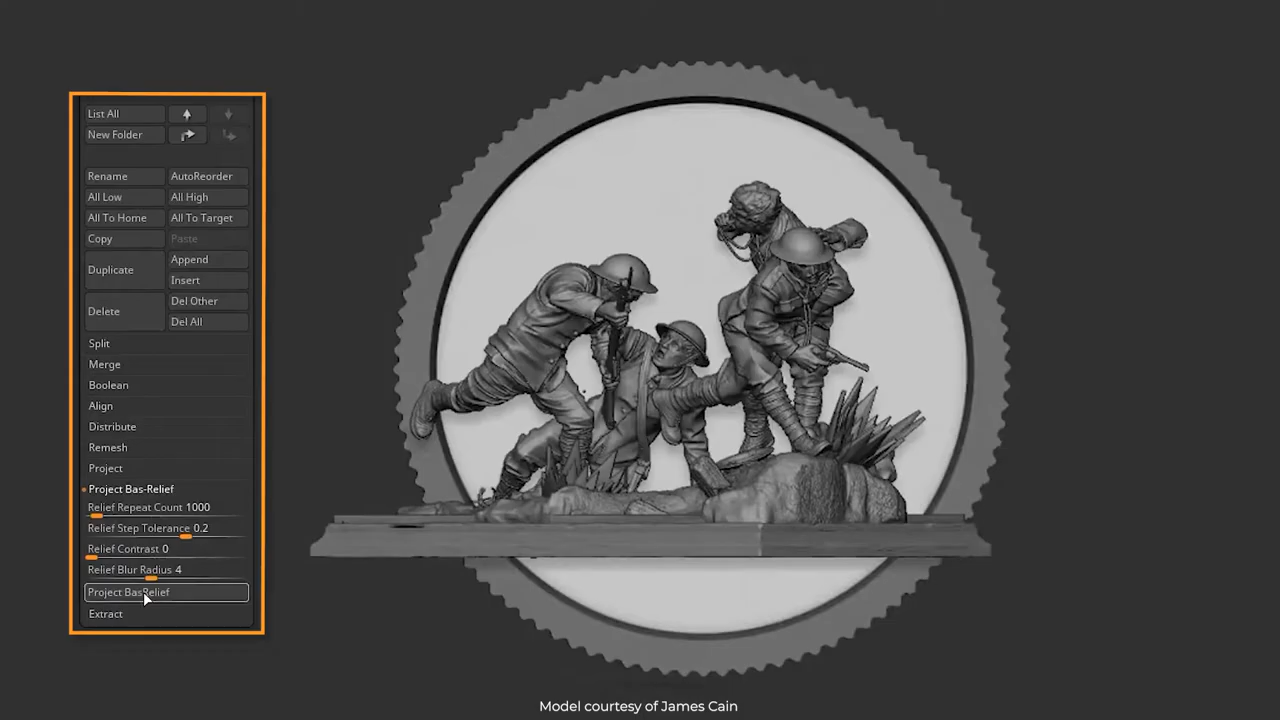 List All
New Folder
Rename AutoReorder
All Low All High
All To Home All To Target
Copy Paste
Duplicate Append
Insert
Delete Del Other
Del All
Split
Merge
Boolean
Align
Distribute
Remesh
Project
Project Bas-Relief
Relief Repeat Count 1000
Relief Step Tolerance 0.2
Relief Contrast 0
Relief Blur Radius 4
Project BasRelief
Extract
Model courtesy of James Cain